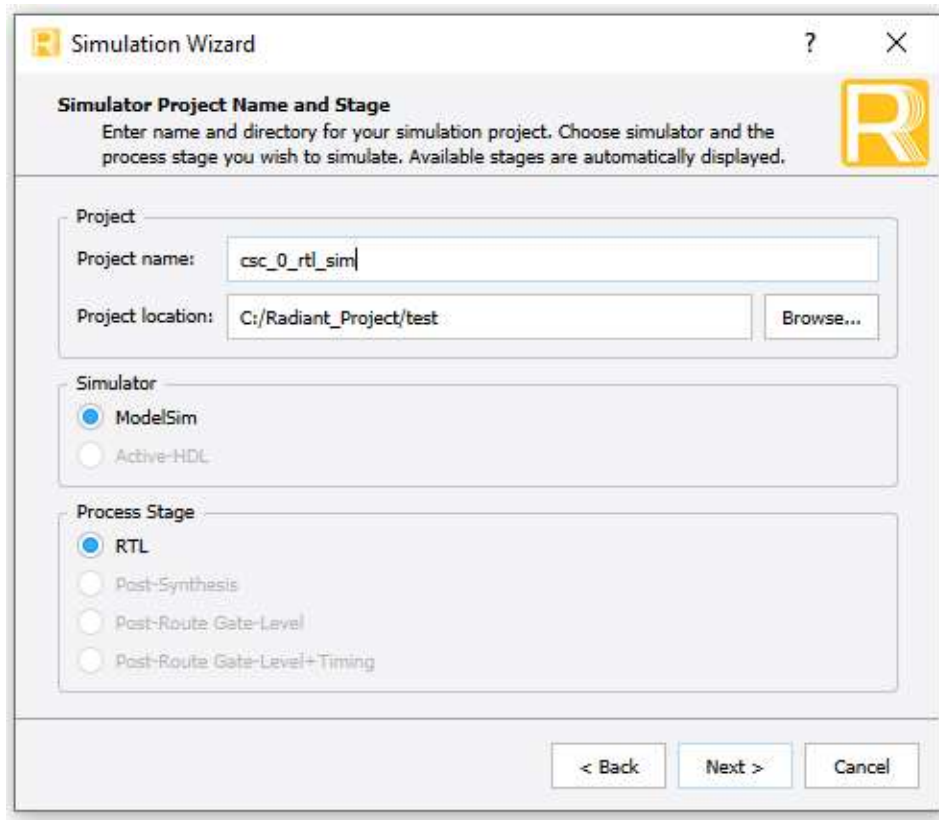 Simulation Wizard
?
Simulator Project Name and Stage
Enter name and directory for your simulation project. Choose simulator and the
process stage you wish to simulate. Available stages are automatically displayed.
Project
Project name:
csc_0_rtl_sim
Project location:
C:/Radiant_Project/test
Browse...
Simulator
ModelSim
Active-HDL
Process Stage
RTL
Post-Synthesis
Post-Route Gate-Level
Post-Route Gate-Level+Timing
< Back
Next >
Cancel